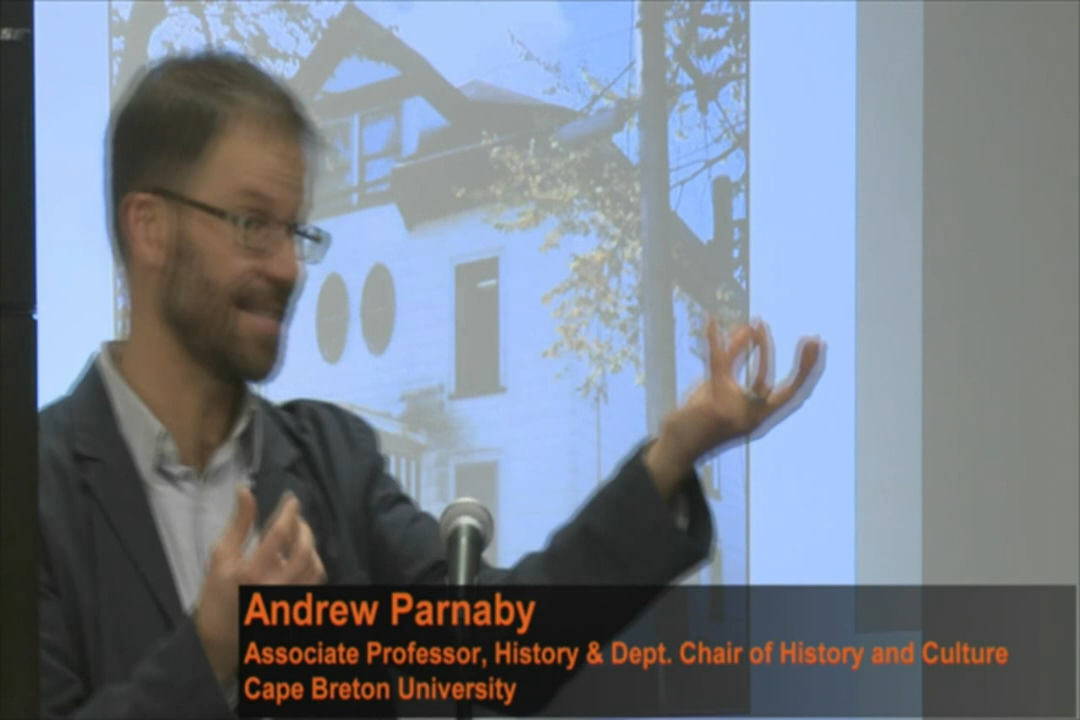 Andrew Parnaby
Associate Professor, History & Dept. Chair of History and Culture
Cape Breton University